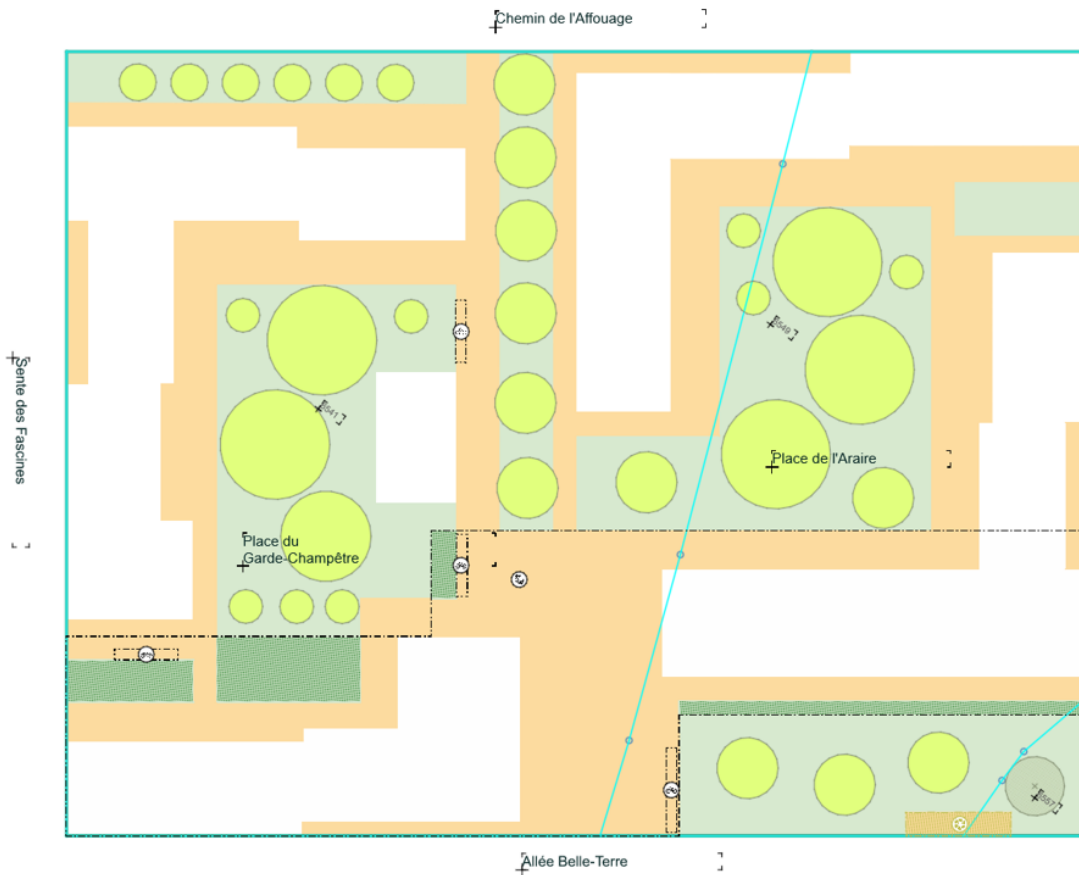 Chemin de l'Affouage
Sente des Fascines
Place de l'Araire
Place du
Garde-Champêtre
Allée Belle-Terre